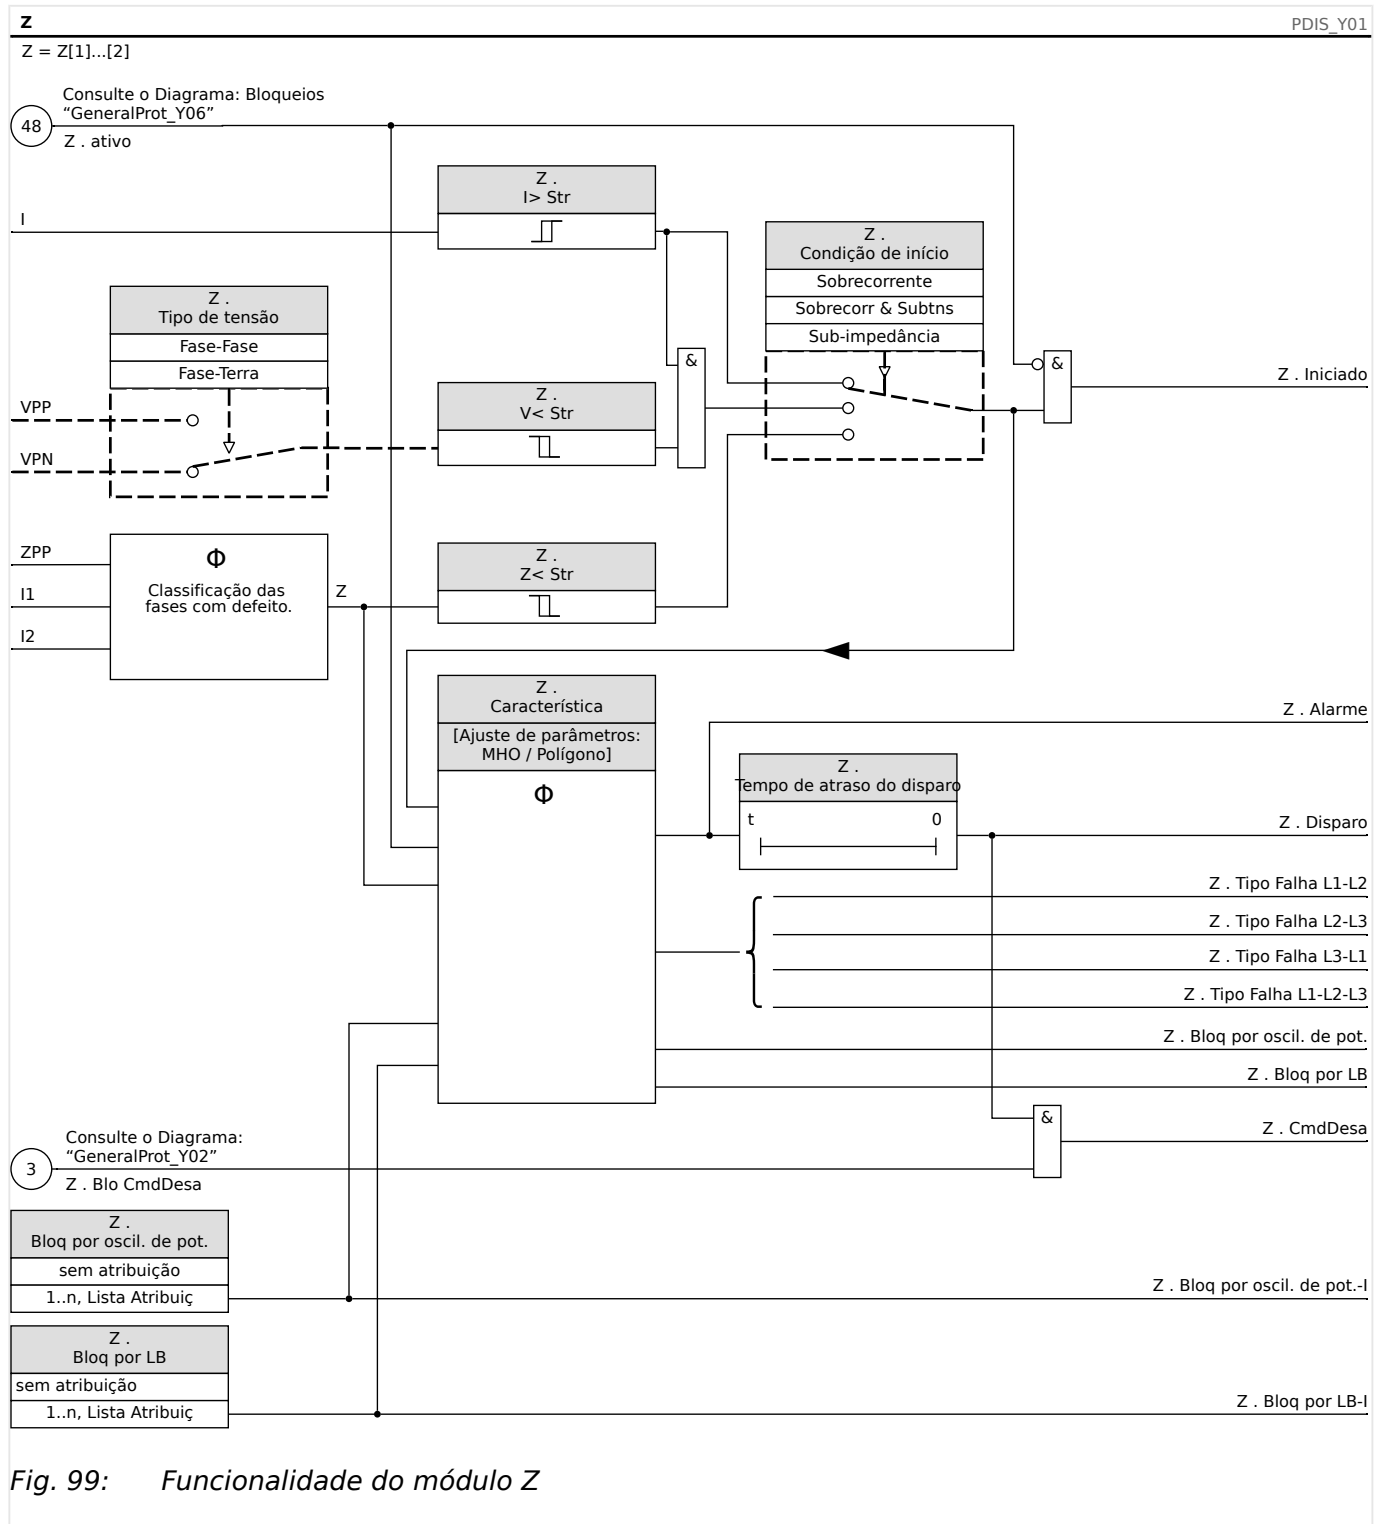 Z
PDIS_Y01
Z = Z[1]...[2]
Consulte o Diagrama: Bloqueios
“GeneralProt_Y06”
48
Z . ativo
Z .
I> Str
I
Z .
Condição de início
Sobrecorrente
Sobrecorr & Subtns
Sub-impedância
Z .
Tipo de tensão
Fase-Fase
Fase-Terra
&
&
Z . Iniciado
VPP
Z .
V< Str
VPN
ZPP
Φ
Classificação das
fases com defeito.
I1
I2
Z
Z .
Z< Str
Z .
Característica
[Ajuste de parâmetros:
MHO / Polígono]
Φ
Z . Alarme
Z .
Tempo de atraso do disparo
t 0
Z . Disparo
Z . Tipo Falha L1-L2
Z . Tipo Falha L2-L3
Z . Tipo Falha L3-L1
Z . Tipo Falha L1-L2-L3
Z . Bloq por oscil. de pot.
Z . Bloq por LB
&
Z . CmdDesa
Consulte o Diagrama:
“GeneralProt_Y02”
3
Z . Blo CmdDesa
Z .
Bloq por oscil. de pot.
sem atribuição
1..n, Lista Atribuiç
Z . Bloq por oscil. de pot.-I
Z .
Bloq por LB
sem atribuição
1..n, Lista Atribuiç
Z . Bloq por LB-I
Fig. 99: Funcionalidade do módulo Z